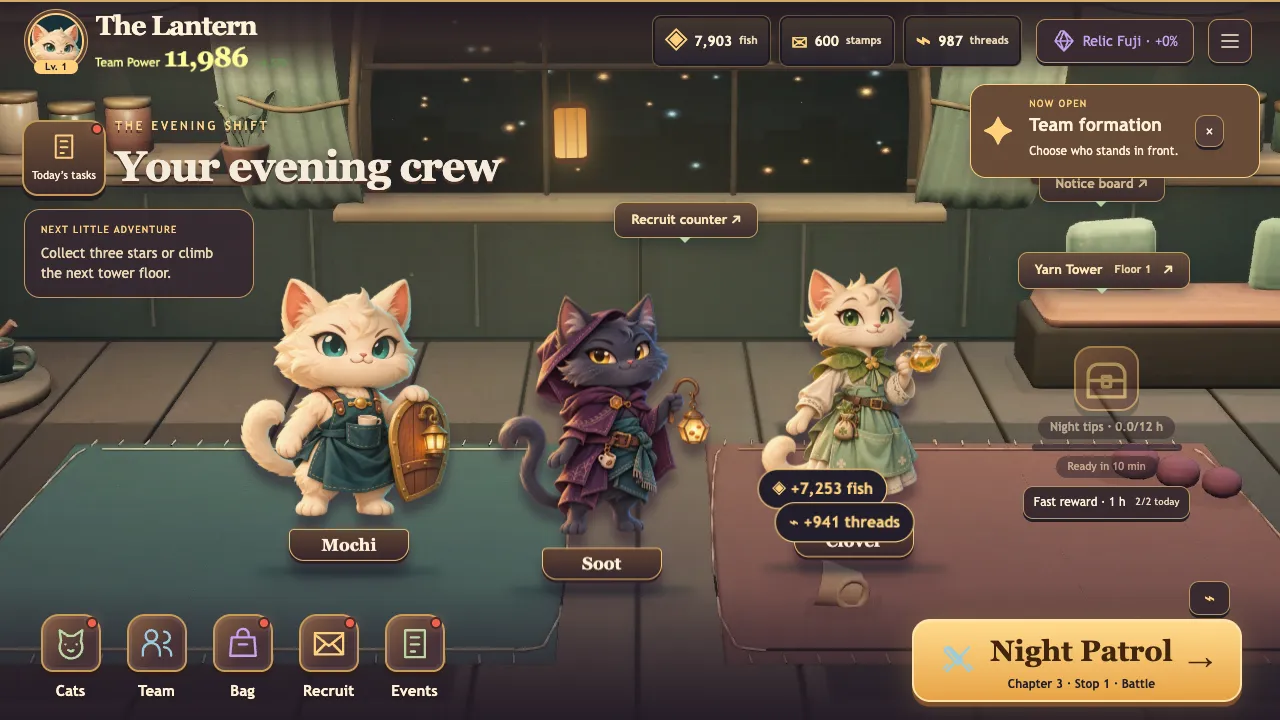 The Lantern
Lv. 1
Team Power 11,986
7,903 fish
600 stamps
987 threads
Relic Fuji · +0%
NOW OPEN
Team formation
Choose who stands in front.
×
Today's tasks
THE EVENING SHIFT
Your evening crew
Notice board ↗
NEXT LITTLE ADVENTURE
Collect three stars or climb
the next tower floor.
Recruit counter ↗
Yarn Tower Floor 1 ↗
Night tips · 0.0/12 h
Ready in 10 min
Fast reward · 1 h 2/2 today
+7,253 fish
+941 threads
Mochi
Soot
Clover
Cats
Team
Bag
Recruit
Events
Night Patrol →
Chapter 3 · Stop 1 · Battle